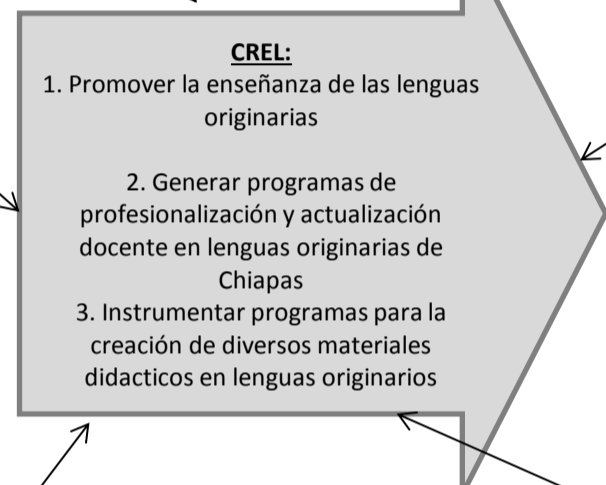 CREL:
1. Promover la enseñanza de las lenguas
originarias
2. Generar programas de
profesionalización y actualización
docente en lenguas originarias de
Chiapas
3. Instrumentar programas para la
creación de diversos materiales
didacticos en lenguas originarios